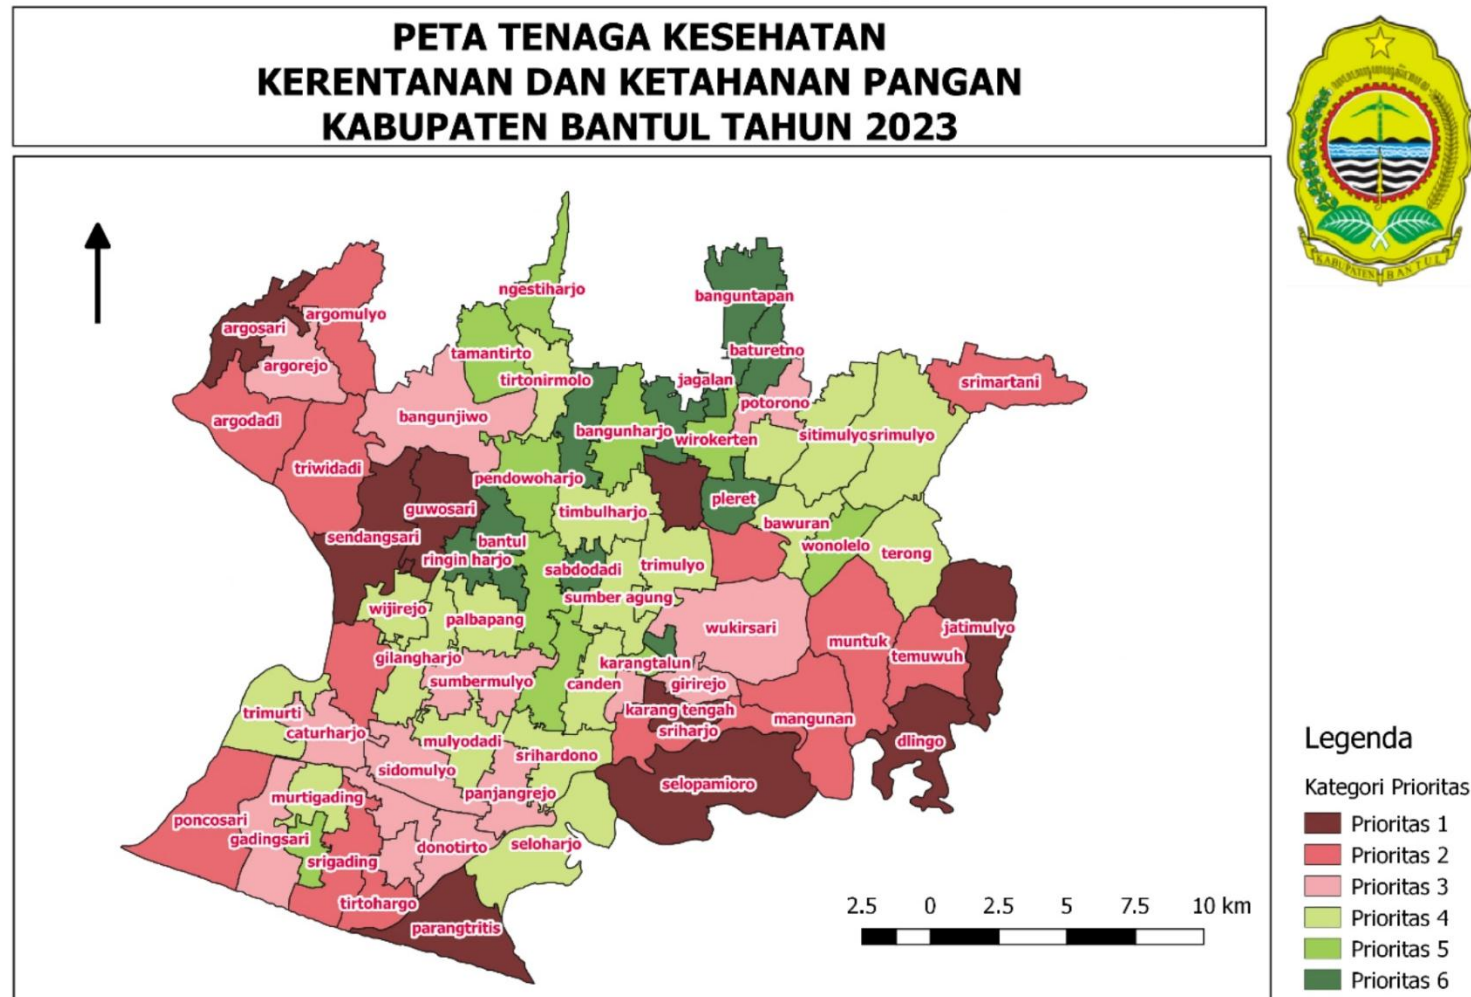 PETA TENAGA KESEHATAN
KERENTANAN DAN KETAHANAN PANGAN
KABUPATEN BANTUL TAHUN 2023
KABUPATEN BANTUL
ngestiharjo
banguntapan
argomulyo
argosari
argorejo
tamantirto
baturetno
tirtonirmolo
jagalan
srimartani
potorono
argodadi
bangunjiwo
bangunharjo
wirokerten
sitimulyo
srimulyo
triwidadi
pendowoharjo
pleret
guwosari
timbulharjo
bawuran
sendangsari
bantul
wonolelo
terong
ringin harjo
sabdodadi
trimulyo
sumber agung
wijirejo
palbapang
wukirsari
jatimulyo
muntuk
temuwuh
gilangharjo
karangtalun
sumbermulyo
canden
girirejo
trimurti
karang tengah
mangunan
caturharjo
sriharjo
mulyodadi
dlingo
srihardono
sidomulyo
selopamioro
panjangrejo
murtigading
poncosari
gadingsari
donotirto
seloharjo
srigading
tirtohargo
parangtritis
2.5 0 2.5 5 7.5 10 km
Legenda
Kategori Prioritas
Prioritas 1
Prioritas 2
Prioritas 3
Prioritas 4
Prioritas 5
Prioritas 6